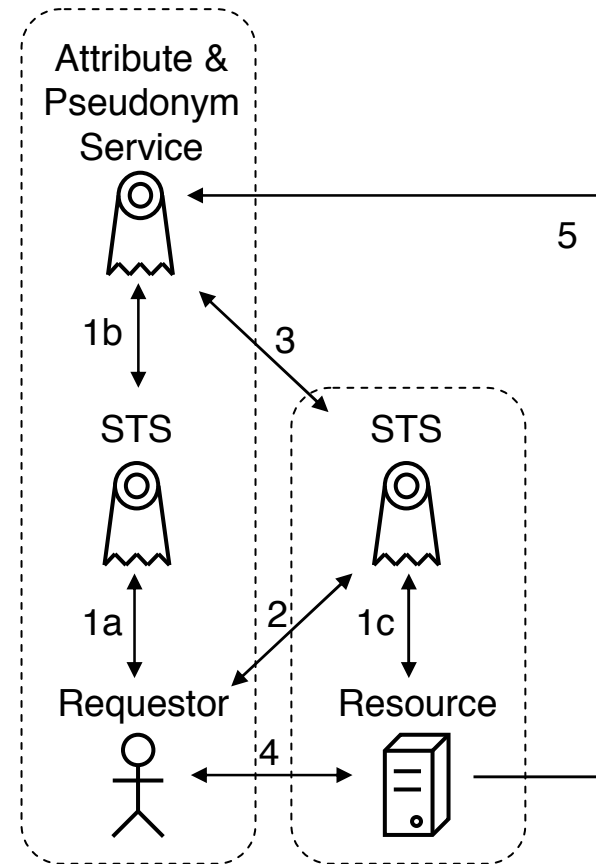 Attribute &
Pseudonym
Service
5
1b
3
STS
STS
1a
2
1c
Requestor
Resource
4